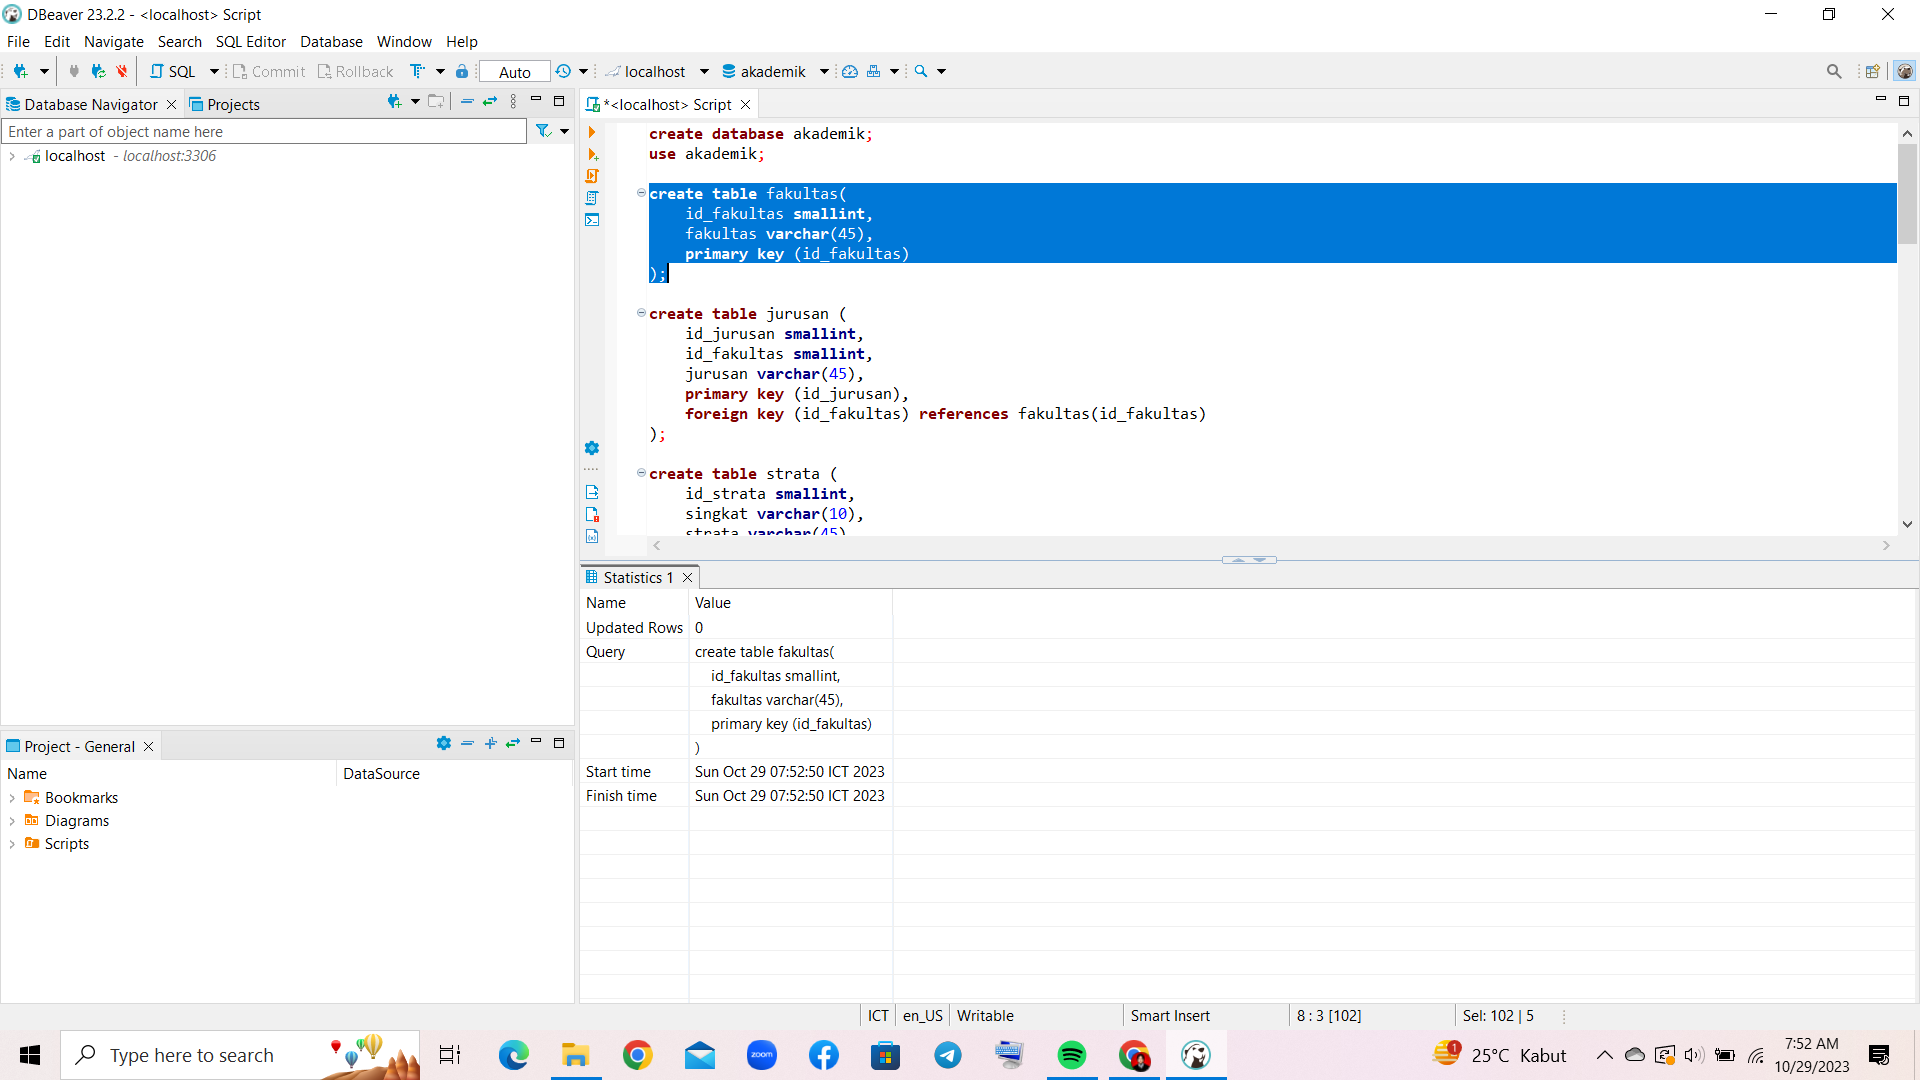 DBeaver 23.2.2 - <localhost> Script
File Edit Navigate Search SQL Editor Database Window Help
SQL Commit Rollback Auto localhost akademik
Database Navigator Projects
Enter a part of object name here
localhost - localhost:3306
*<localhost> Script
create database akademik;
use akademik;
create table fakultas(
id_fakultas smallint,
fakultas varchar(45),
primary key (id_fakultas)
);
create table jurusan (
id_jurusan smallint,
id_fakultas smallint,
jurusan varchar(45),
primary key (id_jurusan),
foreign key (id_fakultas) references fakultas(id_fakultas)
);
create table strata (
id_strata smallint,
singkat varchar(10),
strata varchar(45)
Statistics 1
Name Value
Updated Rows 0
Query create table fakultas(
id_fakultas smallint,
fakultas varchar(45),
primary key (id_fakultas)
)
Start time Sun Oct 29 07:52:50 ICT 2023
Finish time Sun Oct 29 07:52:50 ICT 2023
Project - General
Name DataSource
Bookmarks
Diagrams
Scripts
ICT en_US Writable Smart Insert 8 : 3 [102] Sel: 102 | 5
Type here to search
zoom
1
25°C Kabut
7:52 AM
10/29/2023